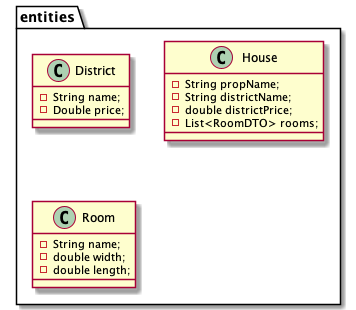 entities
C District
String name;
Double price;
C House
String propName;
String districtName;
double districtPrice;
List<RoomDTO> rooms;
C Room
String name;
double width;
double length;